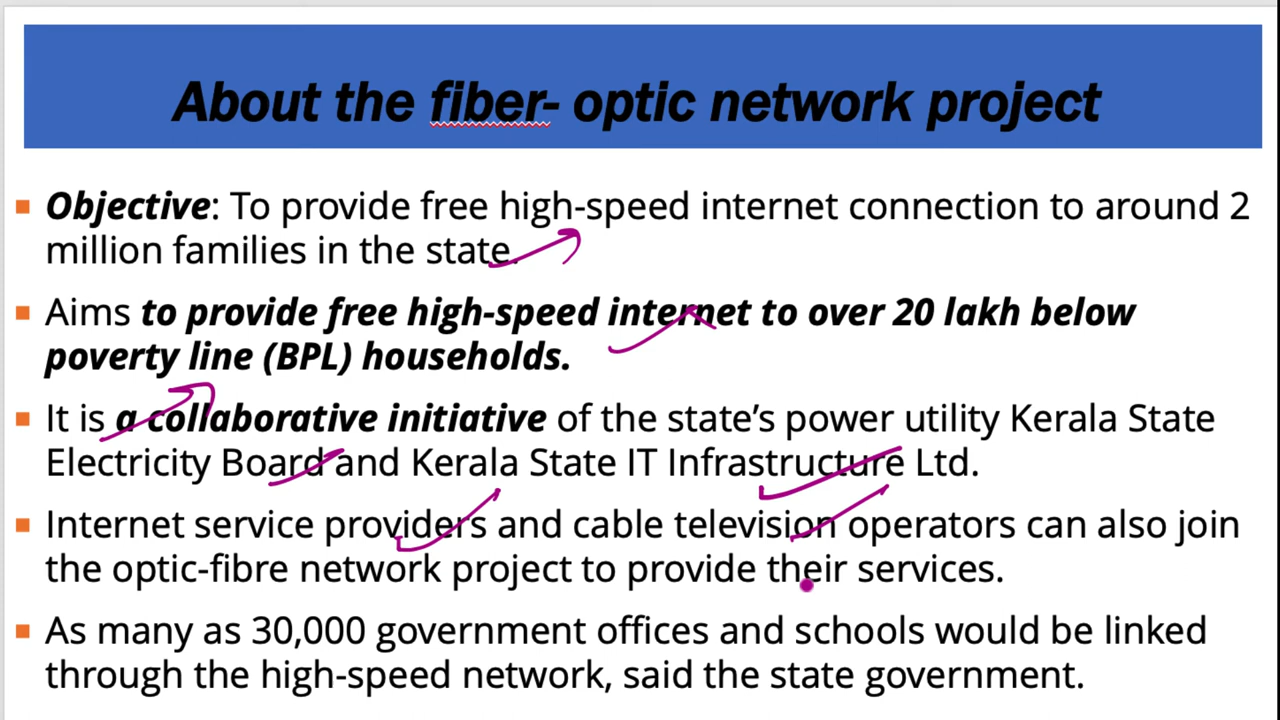 About the fiber- optic network project
Objective: To provide free high-speed internet connection to around 2
million families in the state.
Aims to provide free high-speed internet to over 20 lakh below
poverty line (BPL) households.
It is a collaborative initiative of the state’s power utility Kerala State
Electricity Board and Kerala State IT Infrastructure Ltd.
Internet service providers and cable television operators can also join
the optic-fibre network project to provide their services.
As many as 30,000 government offices and schools would be linked
through the high-speed network, said the state government.